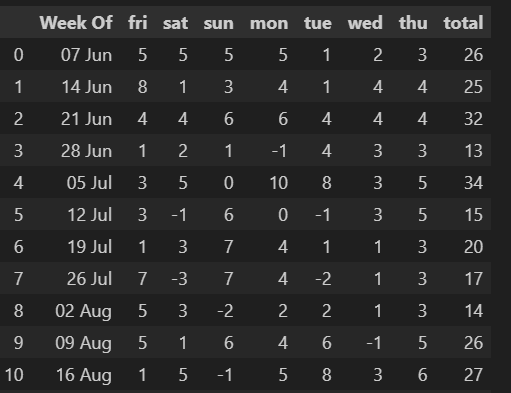 Week Of fri sat sun mon tue wed thu total
0 07 Jun 5 5 5 5 1 2 3 26
1 14 Jun 8 1 3 4 1 4 4 25
2 21 Jun 4 4 6 6 4 4 4 32
3 28 Jun 1 2 1 -1 4 3 3 13
4 05 Jul 3 5 0 10 8 3 5 34
5 12 Jul 3 -1 6 0 -1 3 5 15
6 19 Jul 1 3 7 4 1 1 3 20
7 26 Jul 7 -3 7 4 -2 1 3 17
8 02 Aug 5 3 -2 2 2 1 3 14
9 09 Aug 5 1 6 4 6 -1 5 26
10 16 Aug 1 5 -1 5 8 3 6 27